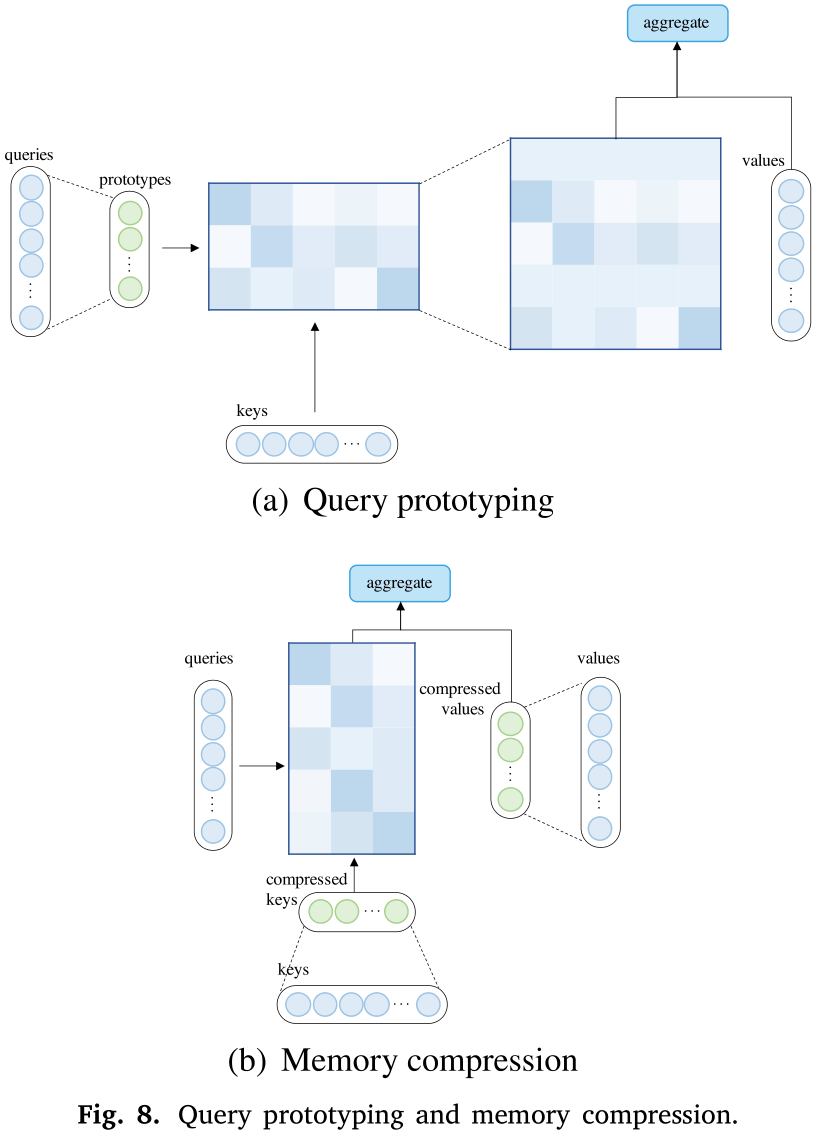 aggregate
queries
prototypes
values
keys
(a) Query prototyping
aggregate
queries
compressed
values
values
compressed
keys
keys
(b) Memory compression
Fig. 8. Query prototyping and memory compression.